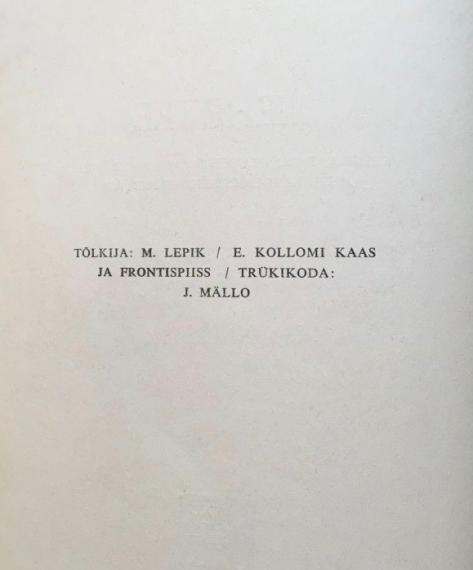 TÕLKIJA: M. LEPIK / E. KOLLOMI KAAS
JA FRONTISPIISS / TRÜKIKODA:
J. MÄLLO